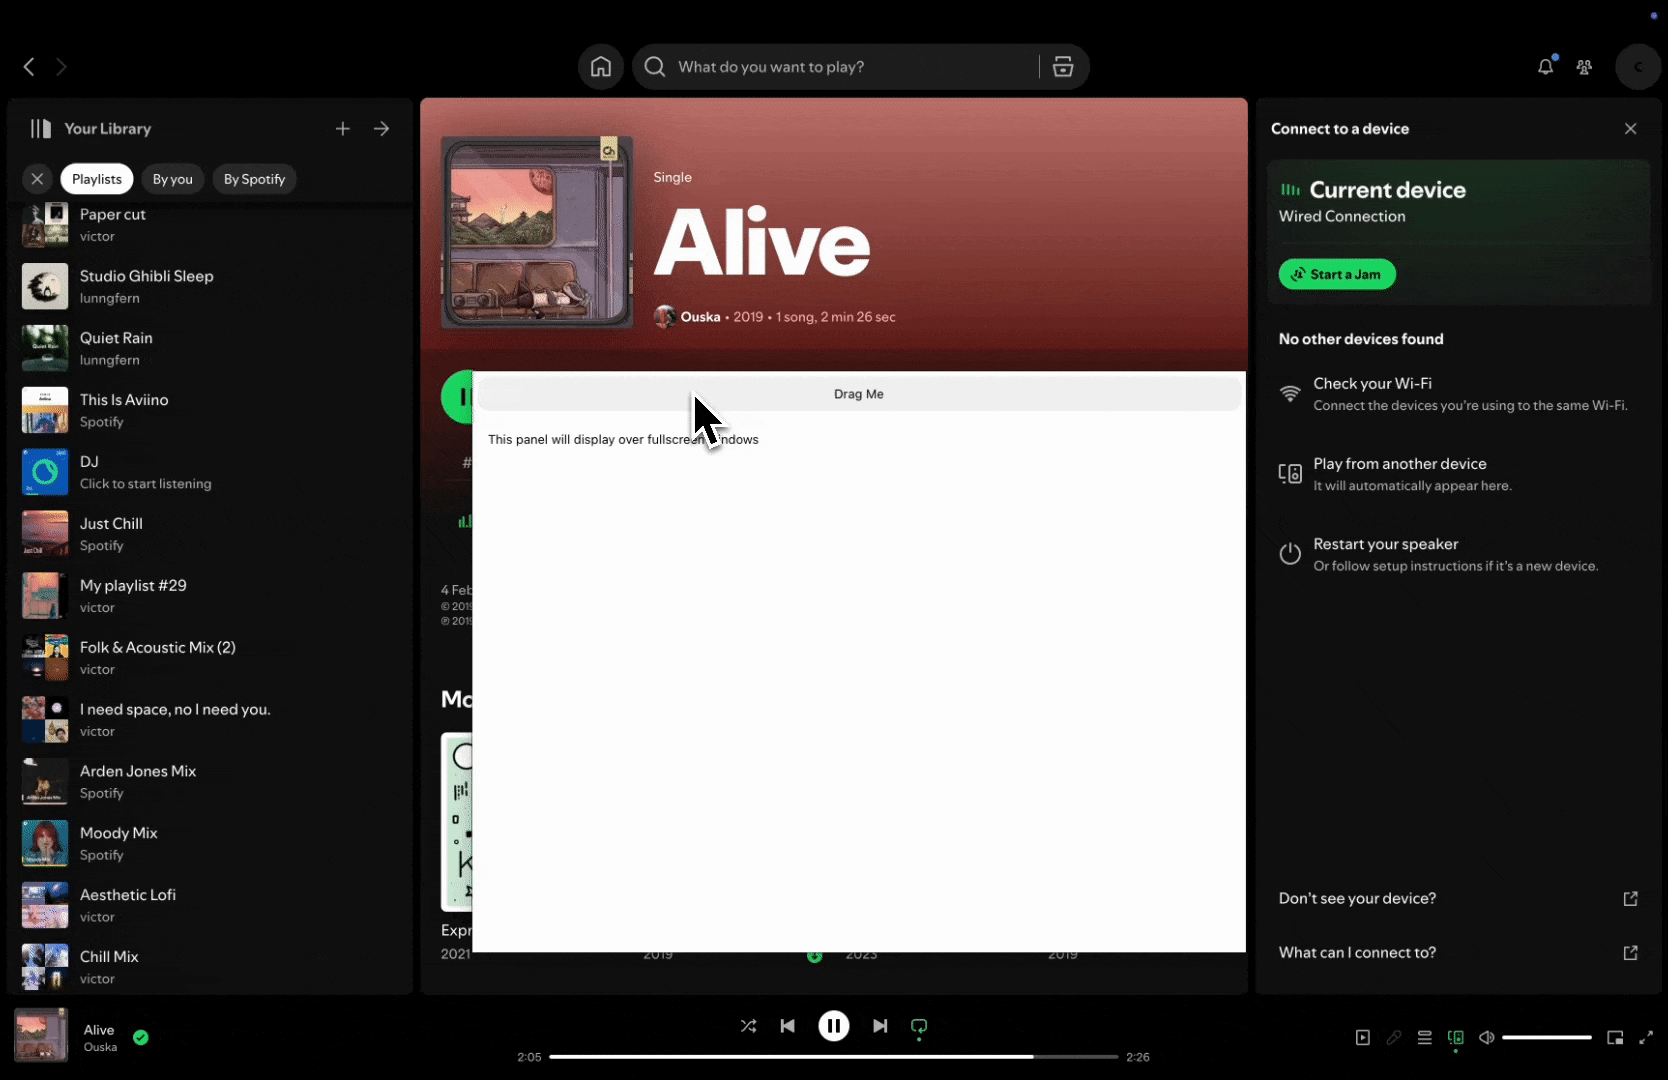 What do you want to play?
Your Library
Playlists
By you
By Spotify
Paper cut
victor
Studio Ghibli Sleep
lunngfern
Quiet Rain
lunngfern
This Is Aviino
Spotify
DJ
Click to start listening
Just Chill
Spotify
My playlist #29
victor
Folk & Acoustic Mix (2)
victor
I need space, no I need you.
victor
Arden Jones Mix
Spotify
Moody Mix
Spotify
Aesthetic Lofi
victor
Chill Mix
victor
Single
Alive
Ouska • 2019 • 1 song, 2 min 26 sec
Drag Me
This panel will display over
#
4 Feb
© 2019
℗ 2019
Mo
Expr
2021
2019
2023
2019
Connect to a device
Current device
Wired Connection
Start a Jam
No other devices found
Check your Wi-Fi
Connect the devices you're using to the same Wi-Fi.
Play from another device
It will automatically appear here.
Restart your speaker
Or follow setup instructions if it's a new device.
Don't see your device?
What can I connect to?
C
Alive
Ouska
2:05
2:26